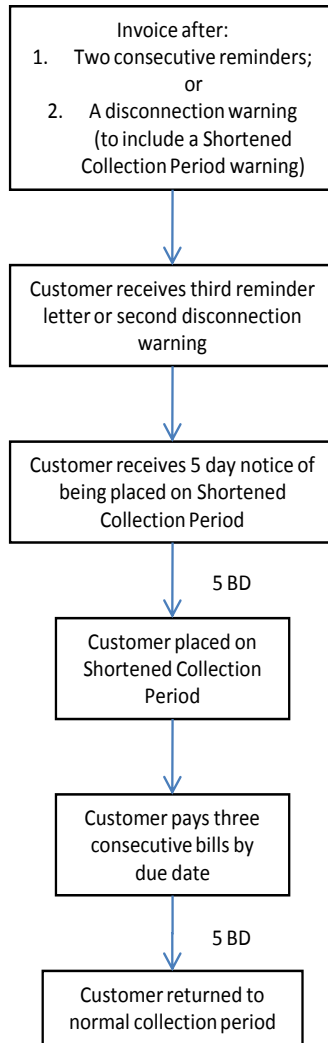 Invoice after:
1. Two consecutive reminders;
or
2. A disconnection warning
(to include a Shortened
Collection Period warning)
Customer receives third reminder
letter or second disconnection
warning
Customer receives 5 day notice of
being placed on Shortened
Collection Period
5 BD
Customer placed on
Shortened Collection
Period
Customer pays three
consecutive bills by
due date
5 BD
Customer returned to
normal collection period